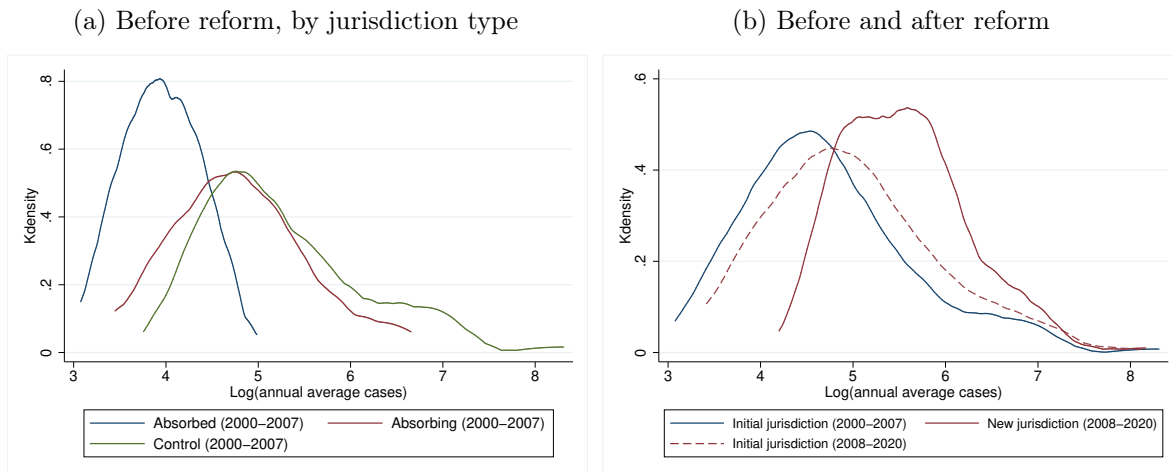 (a) Before reform, by jurisdiction type
Kdensity
.8
.6
.4
.2
0
3 4 5 6 7 8
Log(annual average cases)
Absorbed (2000−2007) Absorbing (2000−2007)
Control (2000−2007)
(b) Before and after reform
Kdensity
.6
.4
.2
0
3 4 5 6 7 8
Log(annual average cases)
Initial jurisdiction (2000−2007) New jurisdiction (2008−2020)
Initial jurisdiction (2008−2020)